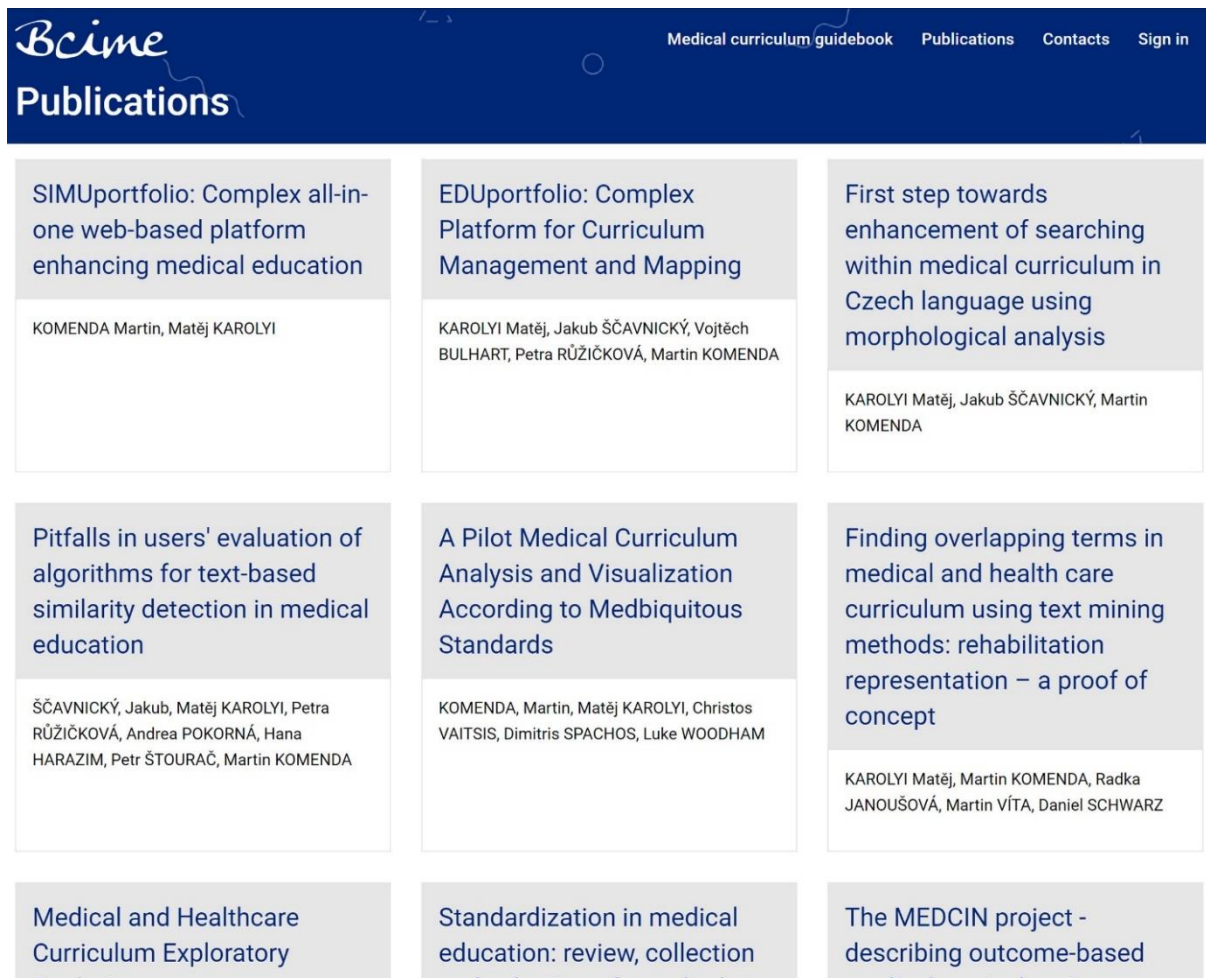 Bcime
Medical curriculum guidebook Publications Contacts Sign in
Publications
SIMUportfolio: Complex all-in-
one web-based platform
enhancing medical education
KOMENDA Martin, Matěj KAROLYI
EDUportfolio: Complex
Platform for Curriculum
Management and Mapping
KAROLYI Matěj, Jakub ŠČAVNICKÝ, Vojtěch
BULHART, Petra RŮŽIČKOVÁ, Martin KOMENDA
First step towards
enhancement of searching
within medical curriculum in
Czech language using
morphological analysis
KAROLYI Matěj, Jakub ŠČAVNICKÝ, Martin
KOMENDA
Pitfalls in users' evaluation of
algorithms for text-based
similarity detection in medical
education
ŠČAVNICKÝ, Jakub, Matěj KAROLYI, Petra
RŮŽIČKOVÁ, Andrea POKORNÁ, Hana
HARAZIM, Petr ŠTOURAČ, Martin KOMENDA
A Pilot Medical Curriculum
Analysis and Visualization
According to Medbiquitous
Standards
KOMENDA, Martin, Matěj KAROLYI, Christos
VAITSIS, Dimitris SPACHOS, Luke WOODHAM
Finding overlapping terms in
medical and health care
curriculum using text mining
methods: rehabilitation
representation – a proof of
concept
KAROLYI Matěj, Martin KOMENDA, Radka
JANOUŠOVÁ, Martin VÍTA, Daniel SCHWARZ
Medical and Healthcare
Curriculum Exploratory
Standardization in medical
education: review, collection
The MEDCIN project -
describing outcome-based